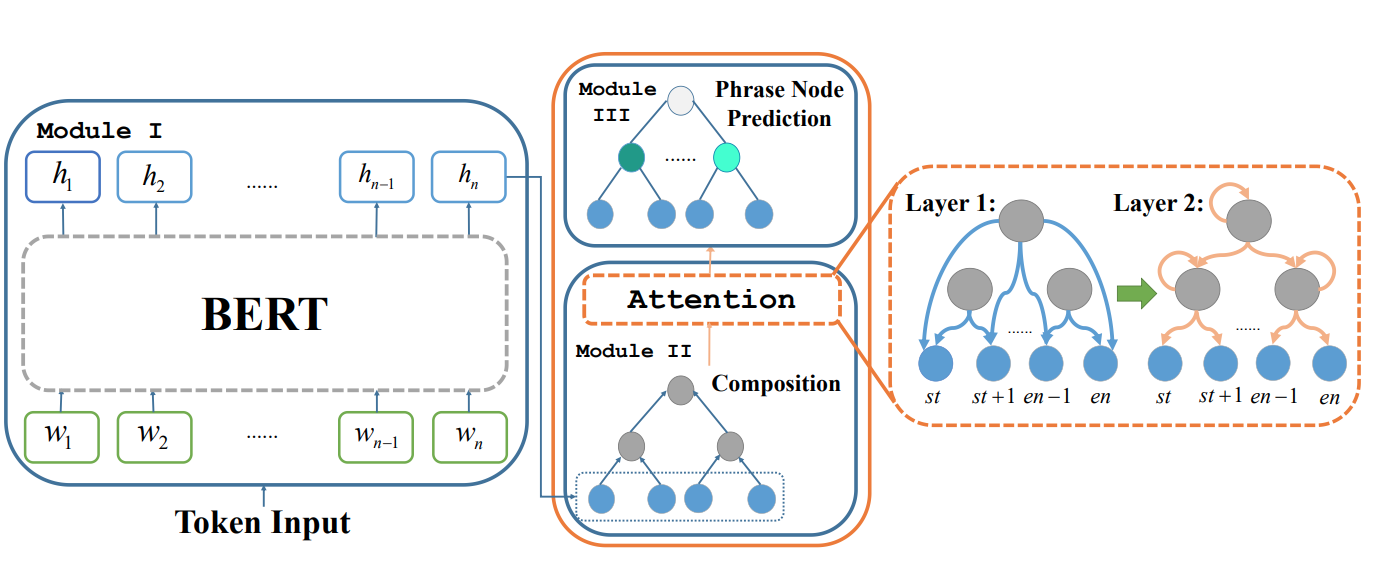 Module I
h1 h2 ...... hn−1 hn
BERT
w1 w2 ...... wn−1 wn
Token Input
Module
III
Phrase Node
Prediction
......
Attention
Module II
Composition
Layer 1:
......
st st+1 en−1 en
Layer 2:
......
st st+1 en−1 en